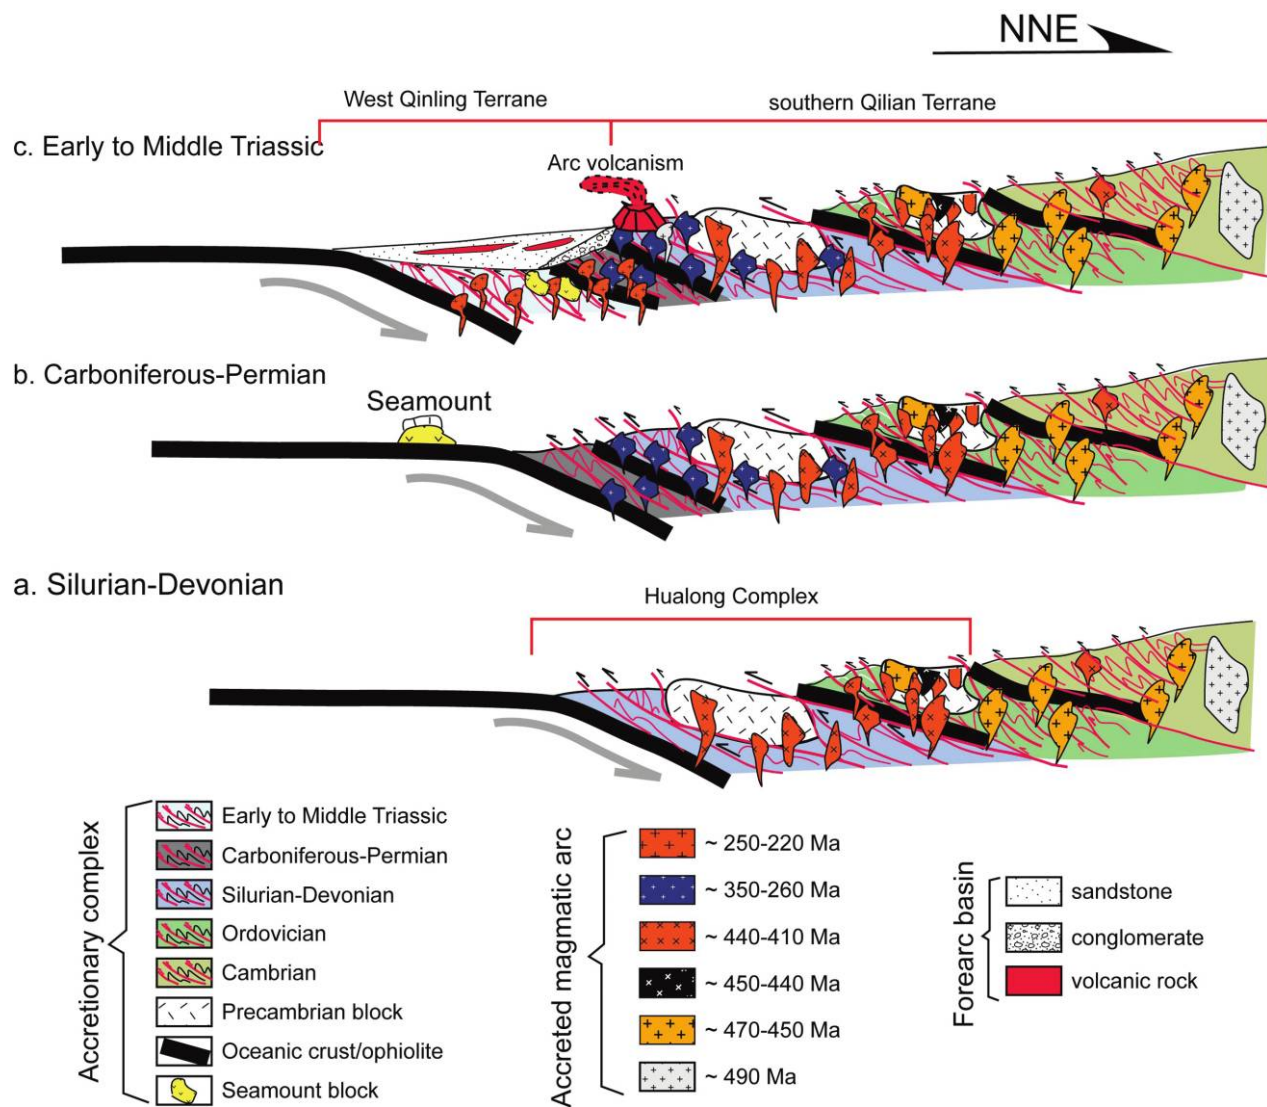 NNE
West Qinling Terrane
southern Qilian Terrane
c. Early to Middle Triassic
Arc volcanism
b. Carboniferous-Permian
Seamount
a. Silurian-Devonian
Hualong Complex
Accretionary complex
Early to Middle Triassic
Carboniferous-Permian
Silurian-Devonian
Ordovician
Cambrian
Precambrian block
Oceanic crust/ophiolite
Seamount block
Accreted magmatic arc
~ 250-220 Ma
~ 350-260 Ma
~ 440-410 Ma
~ 450-440 Ma
~ 470-450 Ma
~ 490 Ma
Forearc basin
sandstone
conglomerate
volcanic rock